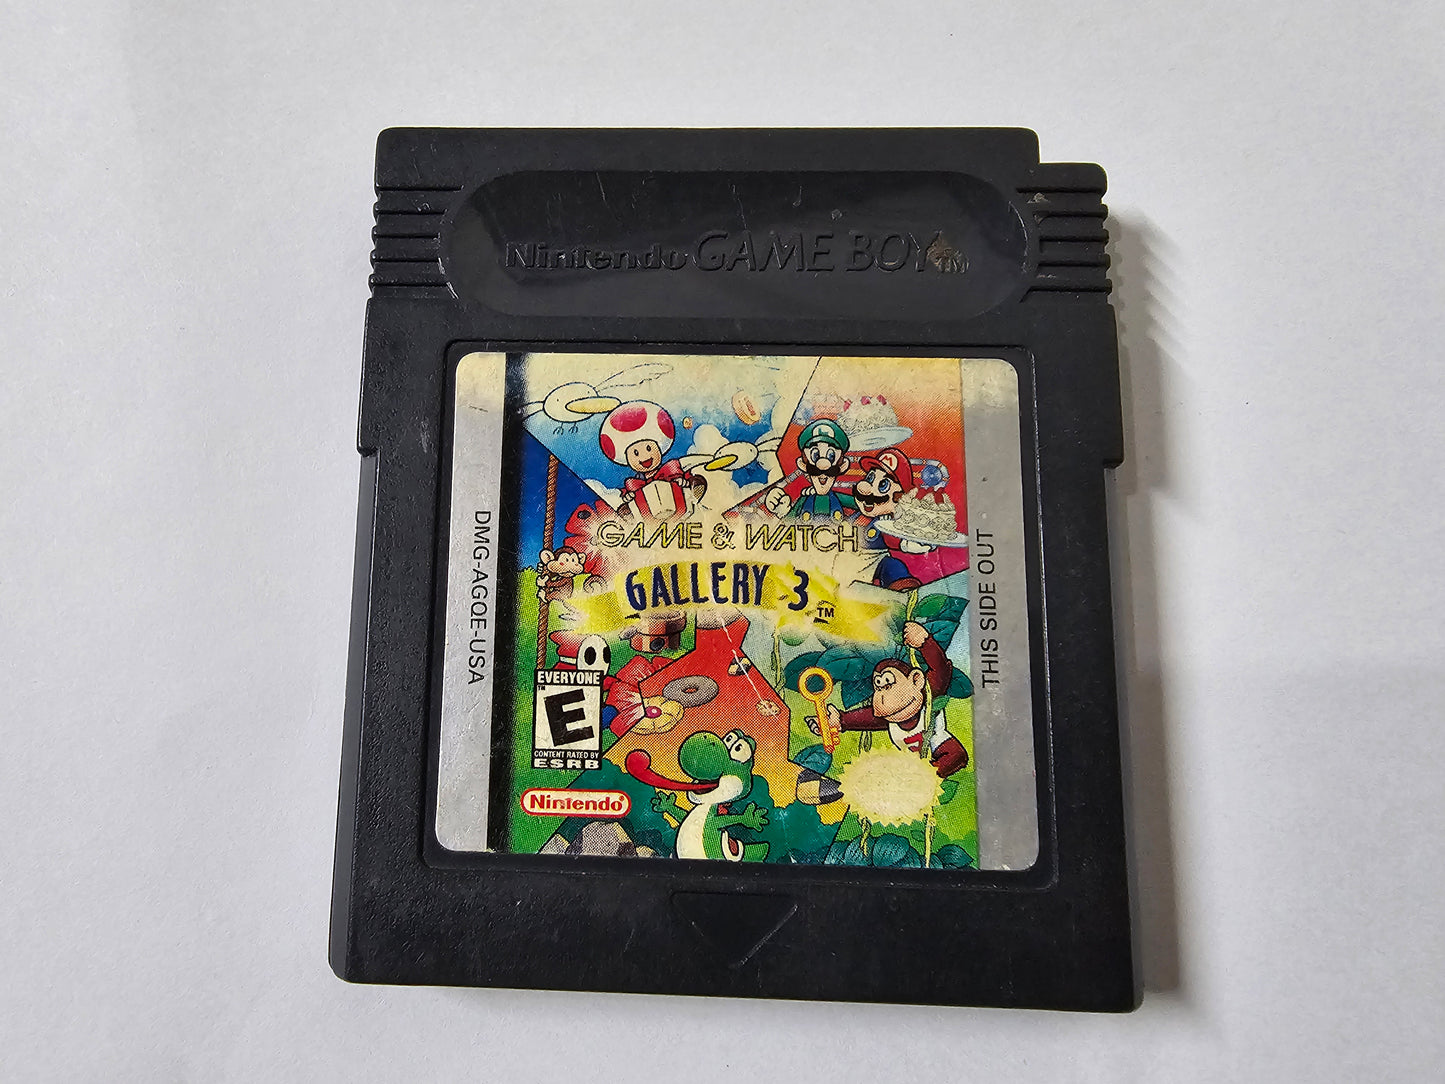 Nintendo GAME BOY TM
GAME & WATCH
GALLERY 3 TM
DMG-AGQE-USA
THIS SIDE OUT
EVERYONE
TM
E
CONTENT RATED BY
ESRB
Nintendo®
L
M